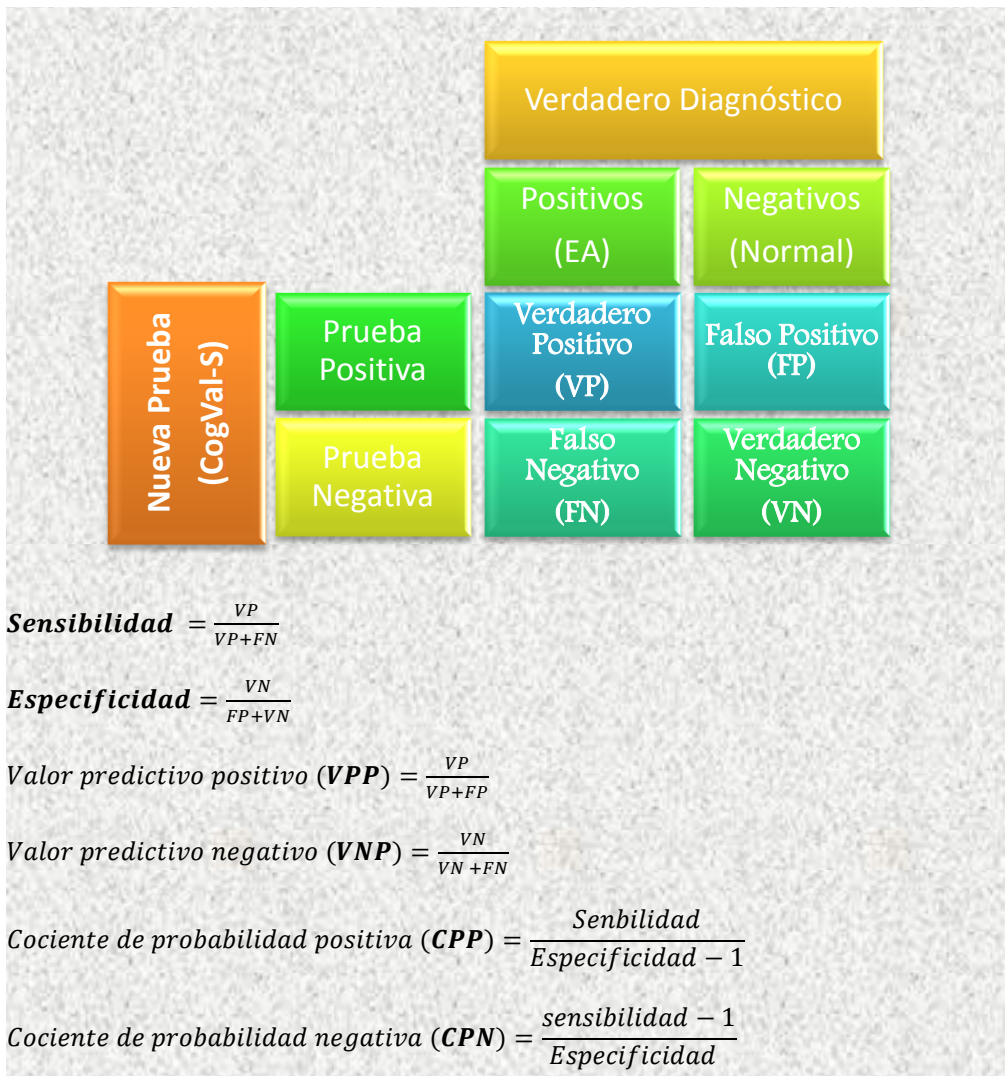 Verdadero Diagnóstico
Positivos
(EA)
Negativos
(Normal)
Nueva Prueba
(CogVal-S)
Prueba
Positiva
Verdadero
Positivo
(VP)
Falso Positivo
(FP)
Prueba
Negativa
Falso
Negativo
(FN)
Verdadero
Negativo
(VN)
Sensibilidad = VP / VP+FN
Especificidad = VN / FP+VN
Valor predictivo positivo (VPP) = VP / VP+FP
Valor predictivo negativo (VNP) = VN / VN +FN
Cociente de probabilidad positiva (CPP) = Senbilidad / Especificidad − 1
Cociente de probabilidad negativa (CPN) = sensibilidad − 1 / Especificidad